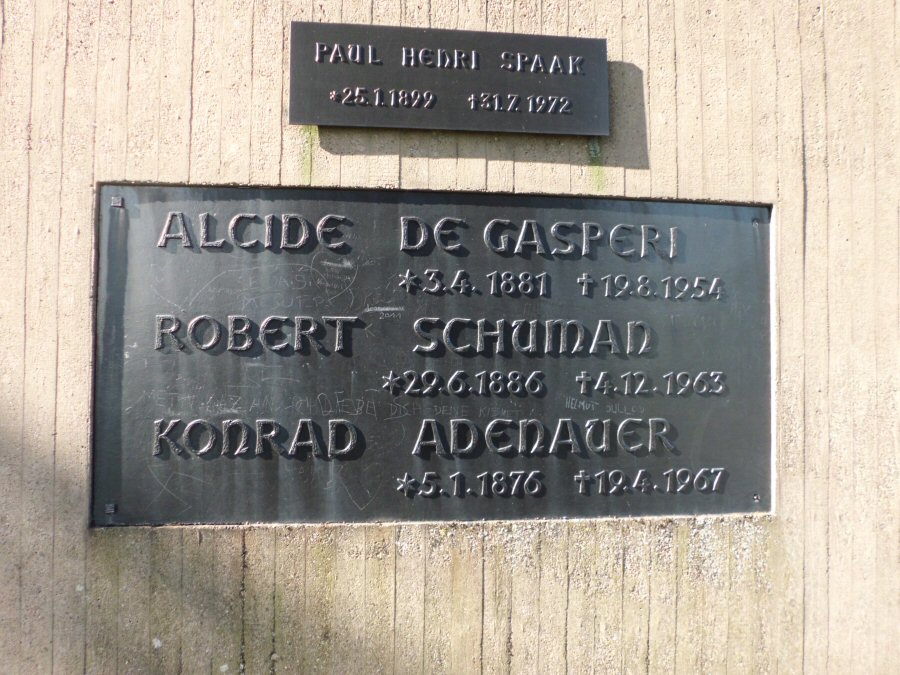 PAUL HENRI SPAAK
*25.1.1899 †31.7.1972
ALCIDE DE GASPERI
*3.4.1881 †19.8.1954
ROBERT SCHUMAN
*29.6.1886 †4.12.1963
KONRAD ADENAUER
*5.1.1876 †19.4.1967